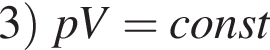 3) pV = const